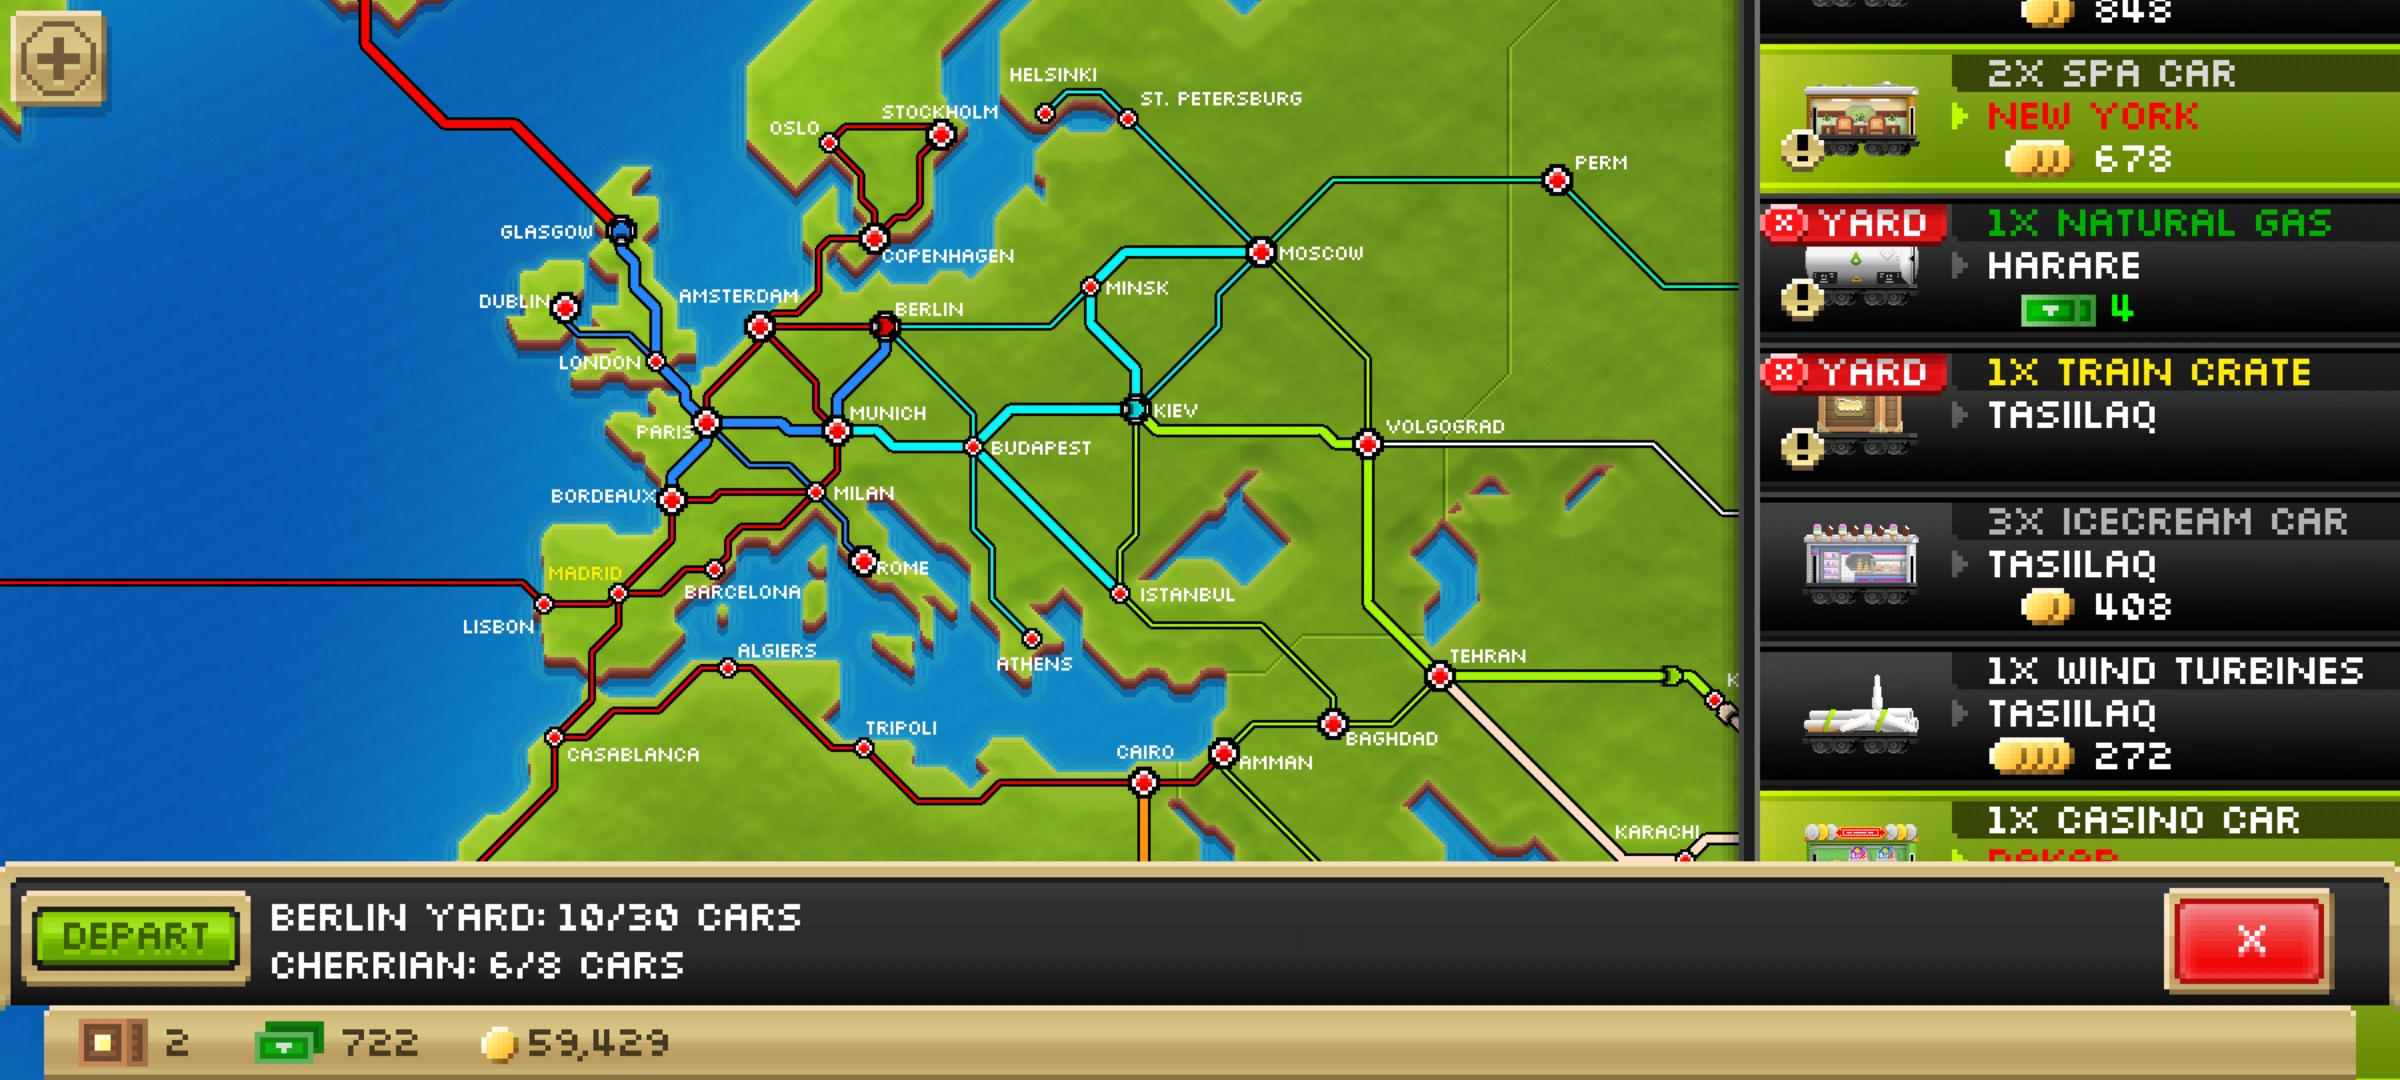 848
2X SPA CAR
NEW YORK
678
YARD
1X NATURAL GAS
HARARE
4
YARD
1X TRAIN CRATE
TASIILAQ
3X ICECREAM CAR
TASIILAQ
408
1X WIND TURBINES
TASIILAQ
272
1X CASINO CAR
DAKAR
HELSINKI
ST. PETERSBURG
STOCKHOLM
OSLO
PERM
GLASGOW
COPENHAGEN
MOSCOW
DUBLIN
AMSTERDAM
BERLIN
MINSK
LONDON
MUNICH
KIEV
PARIS
BUDAPEST
VOLGOGRAD
BORDEAUX
MILAN
MADRID
ROME
BARCELONA
ISTANBUL
LISBON
ATHENS
ALGIERS
TEHRAN
K
TRIPOLI
CASABLANCA
CAIRO
AMMAN
BAGHDAD
KARACHI
DEPART
BERLIN YARD: 10/30 CARS
CHERRIAN: 6/8 CARS
X
2
722
59,429